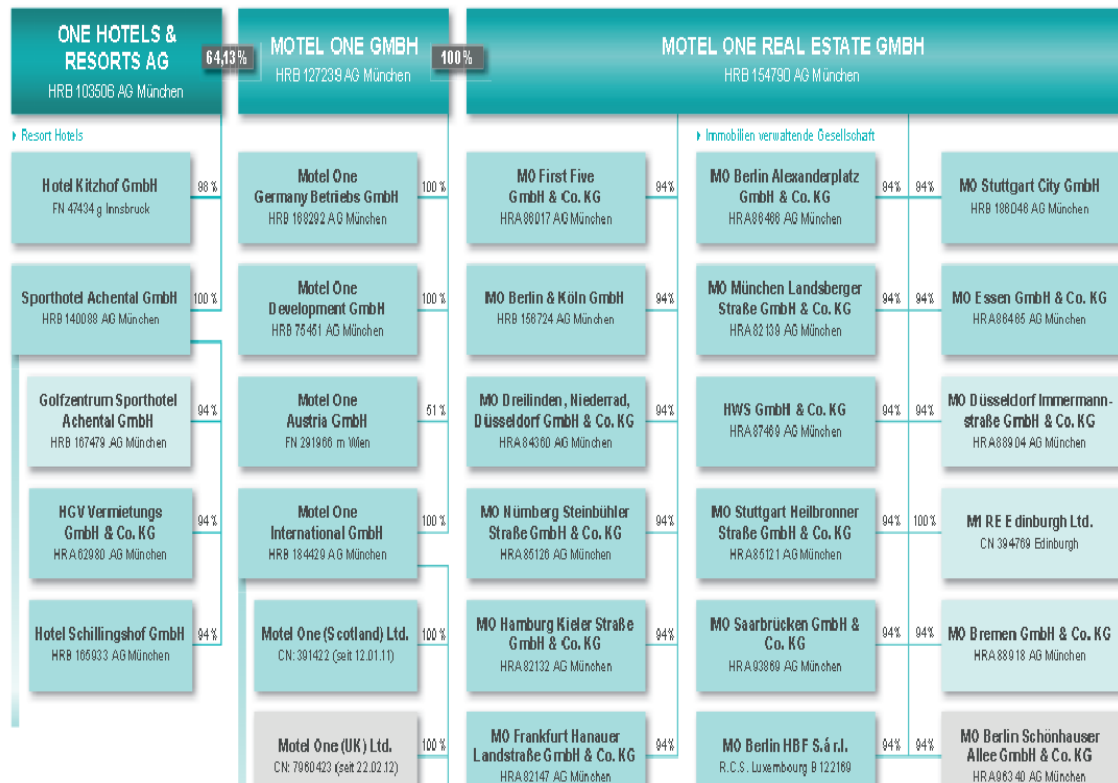 ONE HOTELS &
RESORTS AG
HRB 103506 AG München
64,13%
MOTEL ONE GMBH
HRB 127239 AG München
100%
MOTEL ONE REAL ESTATE GMBH
HRB 154790 AG München
Resort Hotels
Hotel Kitzhof GmbH
FN 47434 g Innsbruck
98 %
Sporthotel Achental GmbH
HRB 140088 AG München
100 %
Golfzentrum Sporthotel
Achental GmbH
HRB 167479 AG München
94 %
HGV Vermietungs
GmbH & Co. KG
HRA 62980 AG München
94 %
Hotel Schillingshof GmbH
HRB 165933 AG München
94 %
Motel One
Germany Betriebs GmbH
HRB 168292 AG München
100 %
Motel One
Development GmbH
HRB 75451 AG München
100 %
Motel One
Austria GmbH
FN 291966 m Wien
51 %
Motel One
International GmbH
HRB 184429 AG München
100 %
Motel One (Scotland) Ltd.
CN: 391422 (seit 12.01.11)
100 %
Motel One (UK) Ltd.
CN: 7960423 (seit 22.02.12)
100 %
MO First Five
GmbH & Co. KG
HRA 86017 AG München
94%
MO Berlin & Köln GmbH
HRB 156724 AG München
94%
MO Dreilinden, Niederrad,
Düsseldorf GmbH & Co. KG
HRA 84360 AG München
94%
MO Nürnberg Steinbühler
Straße GmbH & Co. KG
HRA 85126 AG München
94%
MO Hamburg Kieler Straße
GmbH & Co. KG
HRA 82132 AG München
94%
MO Frankfurt Hanauer
Landstraße GmbH & Co. KG
HRA 82147 AG München
94%
Immobilien verwaltende Gesellschaft
MO Berlin Alexanderplatz
GmbH & Co. KG
HRA 86466 AG München
94%
MO München Landsberger
Straße GmbH & Co. KG
HRA 82139 AG München
94%
HWS GmbH & Co. KG
HRA 87469 AG München
94%
MO Stuttgart Heilbronner
Straße GmbH & Co. KG
HRA 85121 AG München
94%
MO Saarbrücken GmbH &
Co. KG
HRA 93869 AG München
94%
MO Berlin HBF S.á r.l.
R.C.S. Luxembourg B 122169
94%
94%
MO Stuttgart City GmbH
HRB 186046 AG München
94%
MO Essen GmbH & Co. KG
HRA 86465 AG München
94%
MO Düsseldorf Immermann-
straße GmbH & Co. KG
HRA 88904 AG München
100%
M1 RE Edinburgh Ltd.
CN 394769 Edinburgh
94%
MO Bremen GmbH & Co. KG
HRA 88918 AG München
94%
MO Berlin Schönhauser
Allee GmbH & Co. KG
HRA 96340 AG München